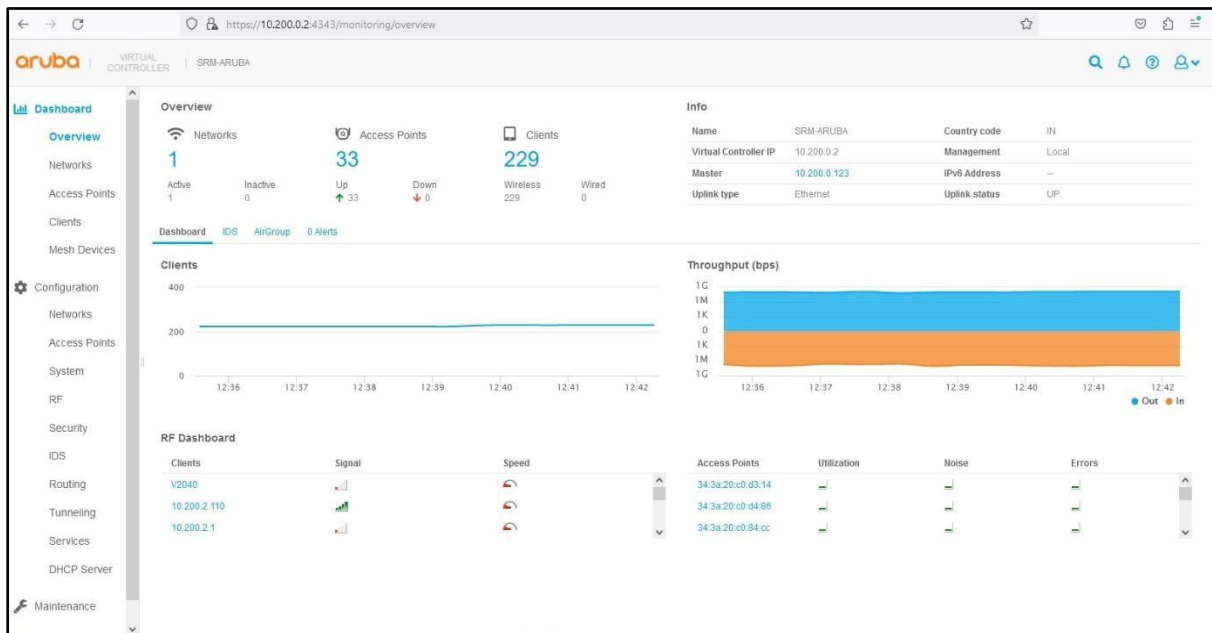 https://10.200.0.2:4343/monitoring/overview
aruba VIRTUAL CONTROLLER SRM-ARUBA
Dashboard
Overview
Networks
Access Points
Clients
Mesh Devices
Configuration
Networks
Access Points
System
RF
Security
IDS
Routing
Tunneling
Services
DHCP Server
Maintenance
Overview
Networks Access Points Clients
1 33 229
Active Inactive Up Down Wireless Wired
1 0 33 0 229 0
Info
Name SRM-ARUBA Country code IN
Virtual Controller IP 10.200.0.2 Management Local
Master 10.200.0.123 IPv6 Address --
Uplink type Ethernet Uplink status UP
Dashboard IDS AirGroup 0 Alerts
Clients
400
200
0
12:36 12:37 12:38 12:39 12:40 12:41 12:42
Throughput (bps)
1G
1M
1K
0
1K
1M
1G
12:36 12:37 12:38 12:39 12:40 12:41 12:42
Out In
RF Dashboard
Clients Signal Speed
V2040
10.200.2.110
10.200.2.1
Access Points Utilization Noise Errors
34:3a:20:c0:d3:14
34:3a:20:c0:d4:86
34:3a:20:c0:84:cc